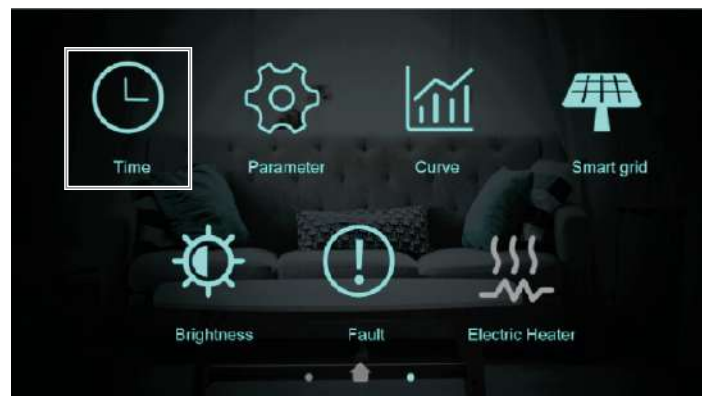 Time
Parameter
Curve
Smart grid
Brightness
Fault
Electric Heater